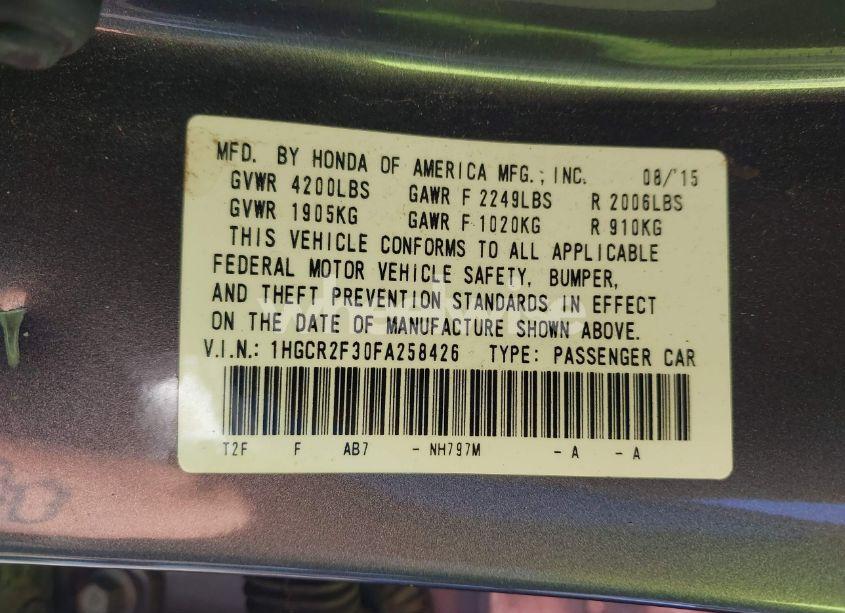 MFD. BY HONDA OF AMERICA MFG., INC. 08/'15
GVWR 4200LBS GAWR F 2249LBS R 2006LBS
GVWR 1905KG GAWR F 1020KG R 910KG
THIS VEHICLE CONFORMS TO ALL APPLICABLE
FEDERAL MOTOR VEHICLE SAFETY, BUMPER,
AND THEFT PREVENTION STANDARDS IN EFFECT
ON THE DATE OF MANUFACTURE SHOWN ABOVE.
V.I.N.: 1HGCR2F30FA258426 TYPE: PASSENGER CAR
T2F F AB7 - NH797M - A - A